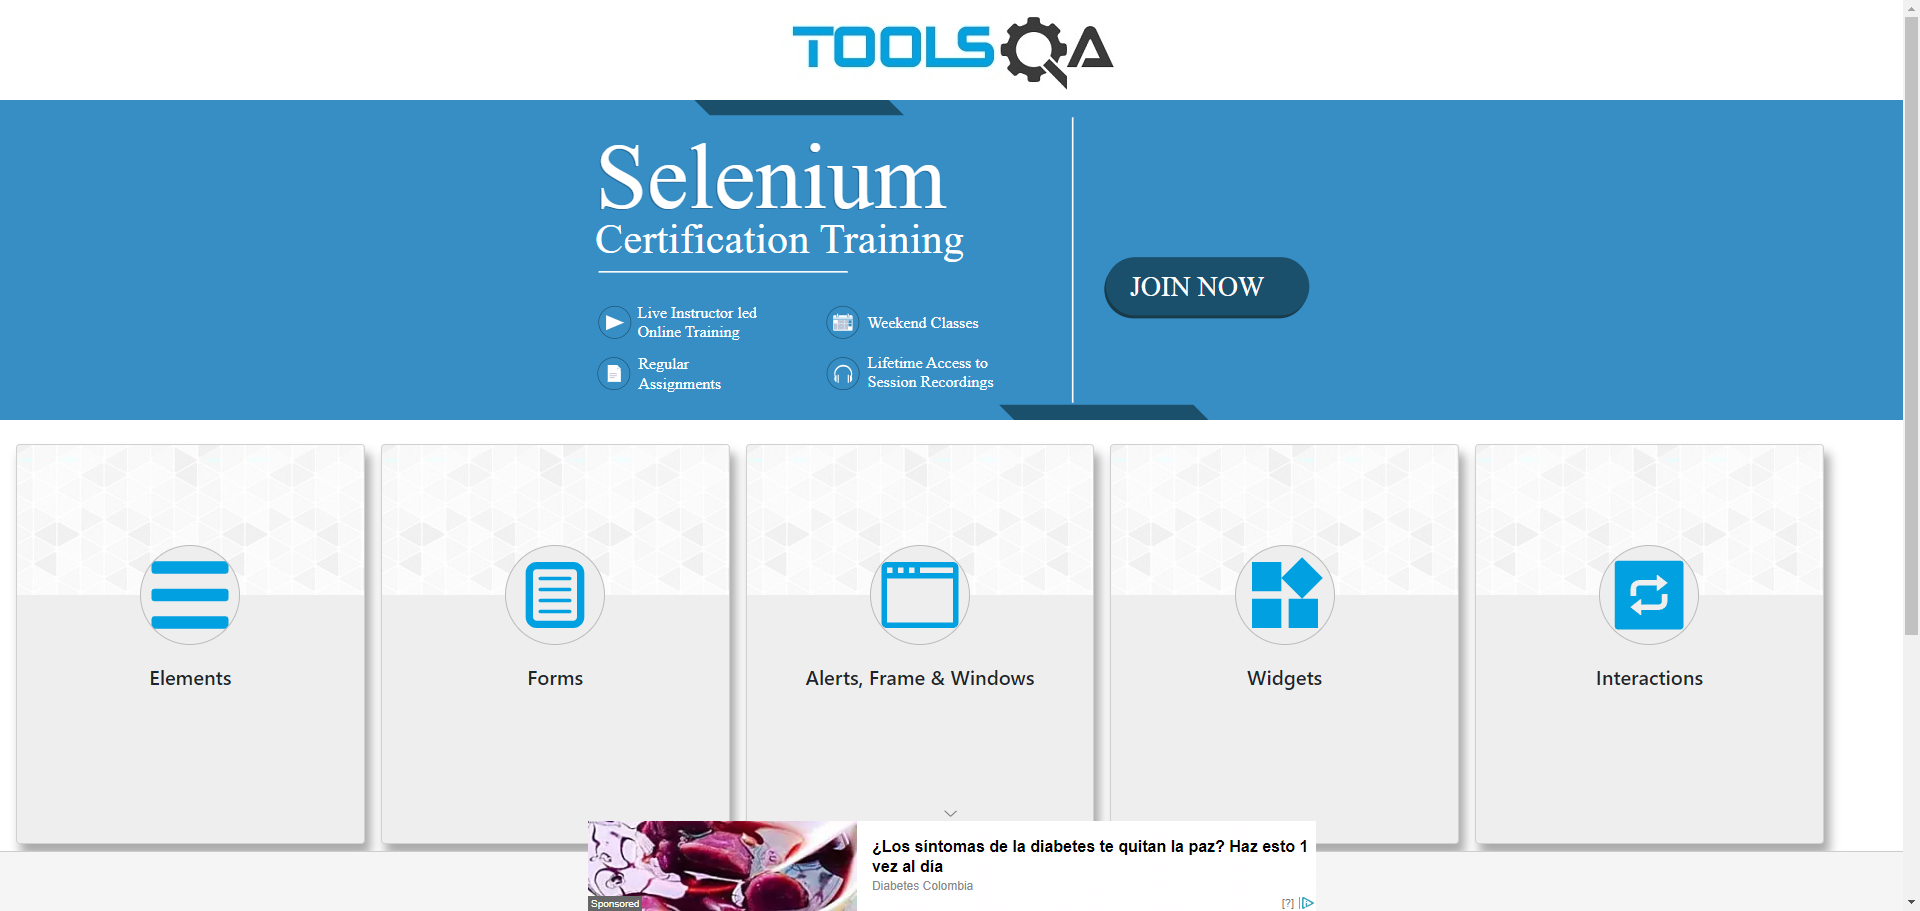 TOOLSQA
Selenium
Certification Training
JOIN NOW
Live Instructor led
Online Training
Weekend Classes
Regular
Assignments
Lifetime Access to
Session Recordings
Elements
Forms
Alerts, Frame & Windows
Widgets
Interactions
¿Los síntomas de la diabetes te quitan la paz? Haz esto 1
vez al día
Diabetes Colombia
Sponsored
[?]